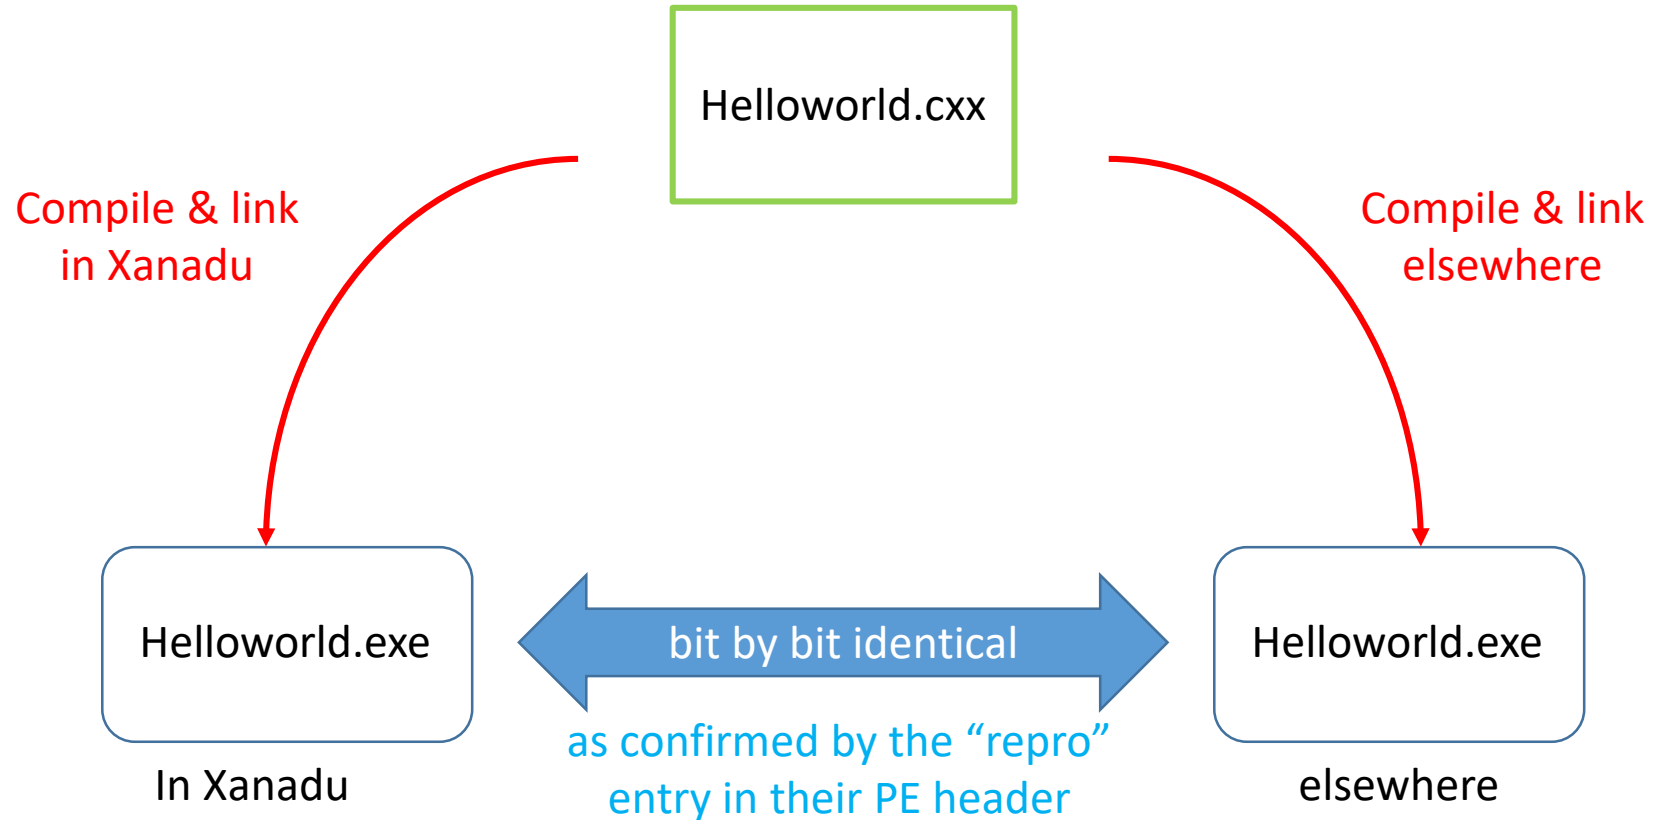 Helloworld.cxx
Compile & link
in Xanadu
Compile & link
elsewhere
Helloworld.exe
bit by bit identical
Helloworld.exe
as confirmed by the “repro”
entry in their PE header
In Xanadu
elsewhere